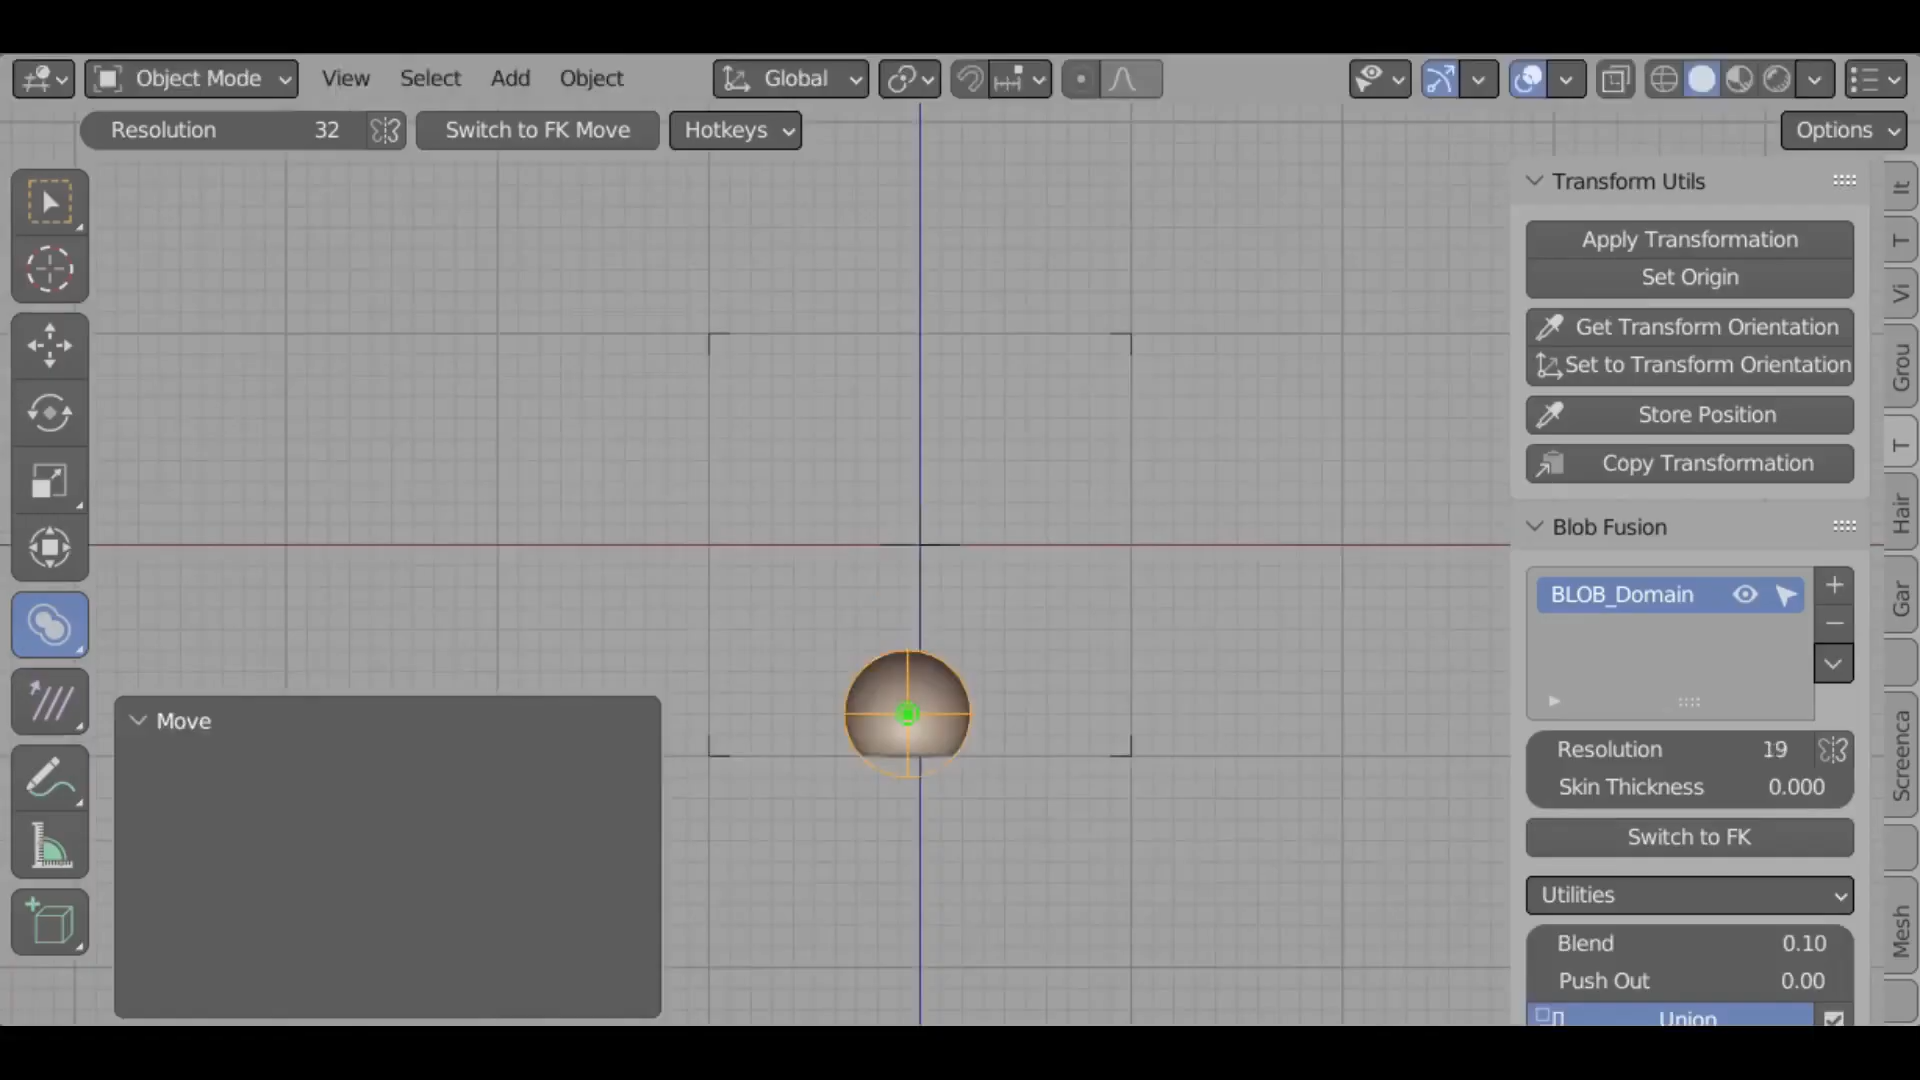 Object Mode View Select Add Object Global
Resolution 32 Switch to FK Move Hotkeys Options
Transform Utils
Apply Transformation
Set Origin
Get Transform Orientation
Set to Transform Orientation
Store Position
Copy Transformation
Blob Fusion
BLOB_Domain
Resolution 19
Skin Thickness 0.000
Switch to FK
Utilities
Blend 0.10
Push Out 0.00
Union
Move
It
T
Vi
Grou
T
Hair
Gar
Screenca
Mesh